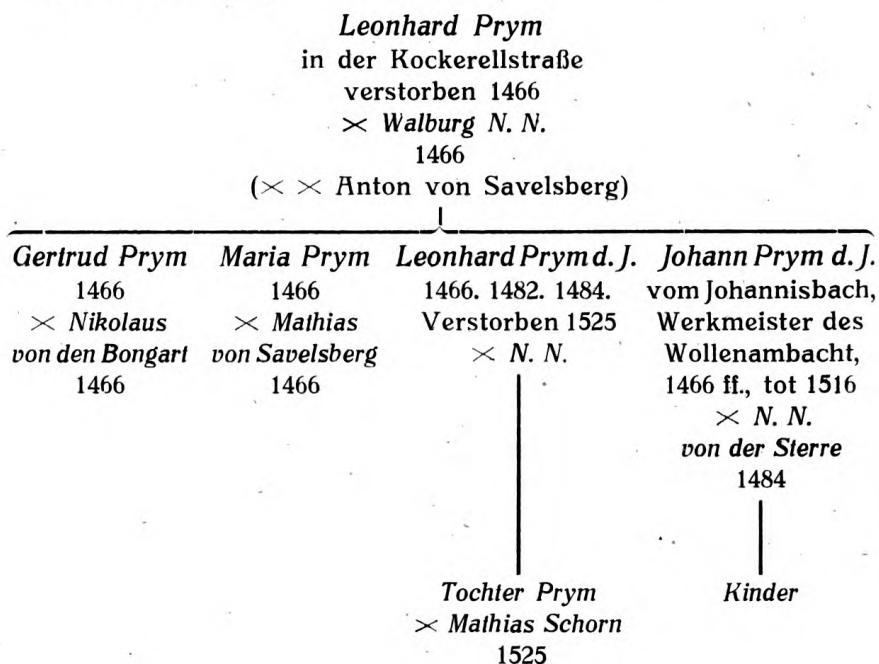 Leonhard Prym
in der Kockerellstraße
verstorben 1466
× Walburg N. N.
1466
(× × Anton von Savelsberg)
Gertrud Prym
1466
× Nikolaus
von den Bongart
1466
Maria Prym
1466
× Mathias
von Savelsberg
1466
Leonhard Prym d. J.
1466. 1482. 1484.
Verstorben 1525
× N. N.
Johann Prym d. J.
vom Johannisbach,
Werkmeister des
Wollenambacht,
1466 ff., tot 1516
× N. N.
von der Sterre
1484
Tochter Prym
× Mathias Schorn
1525
Kinder